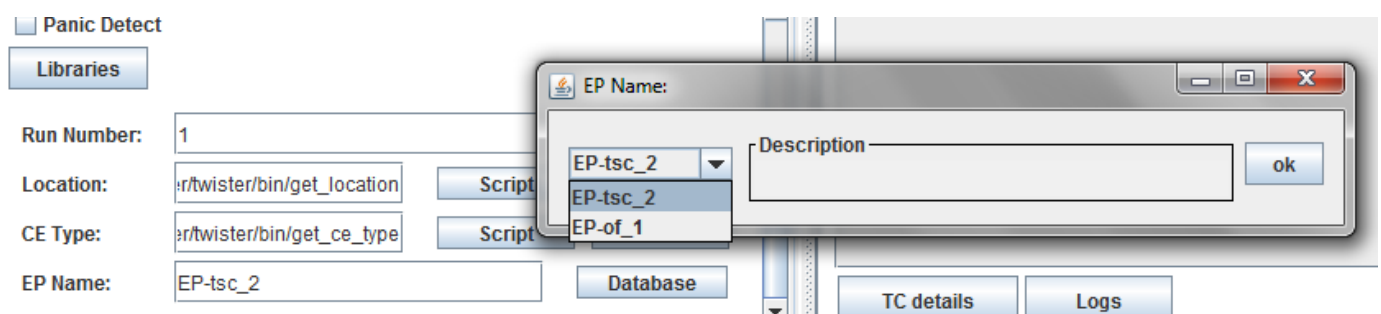 Panic Detect
Libraries
EP Name:
Run Number: 1
EP-tsc_2 Description ok
Location: r/twister/bin/get_location Script
EP-tsc_2
CE Type: er/twister/bin/get_ce_type Script
EP-of_1
EP Name: EP-tsc_2 Database
TC details Logs